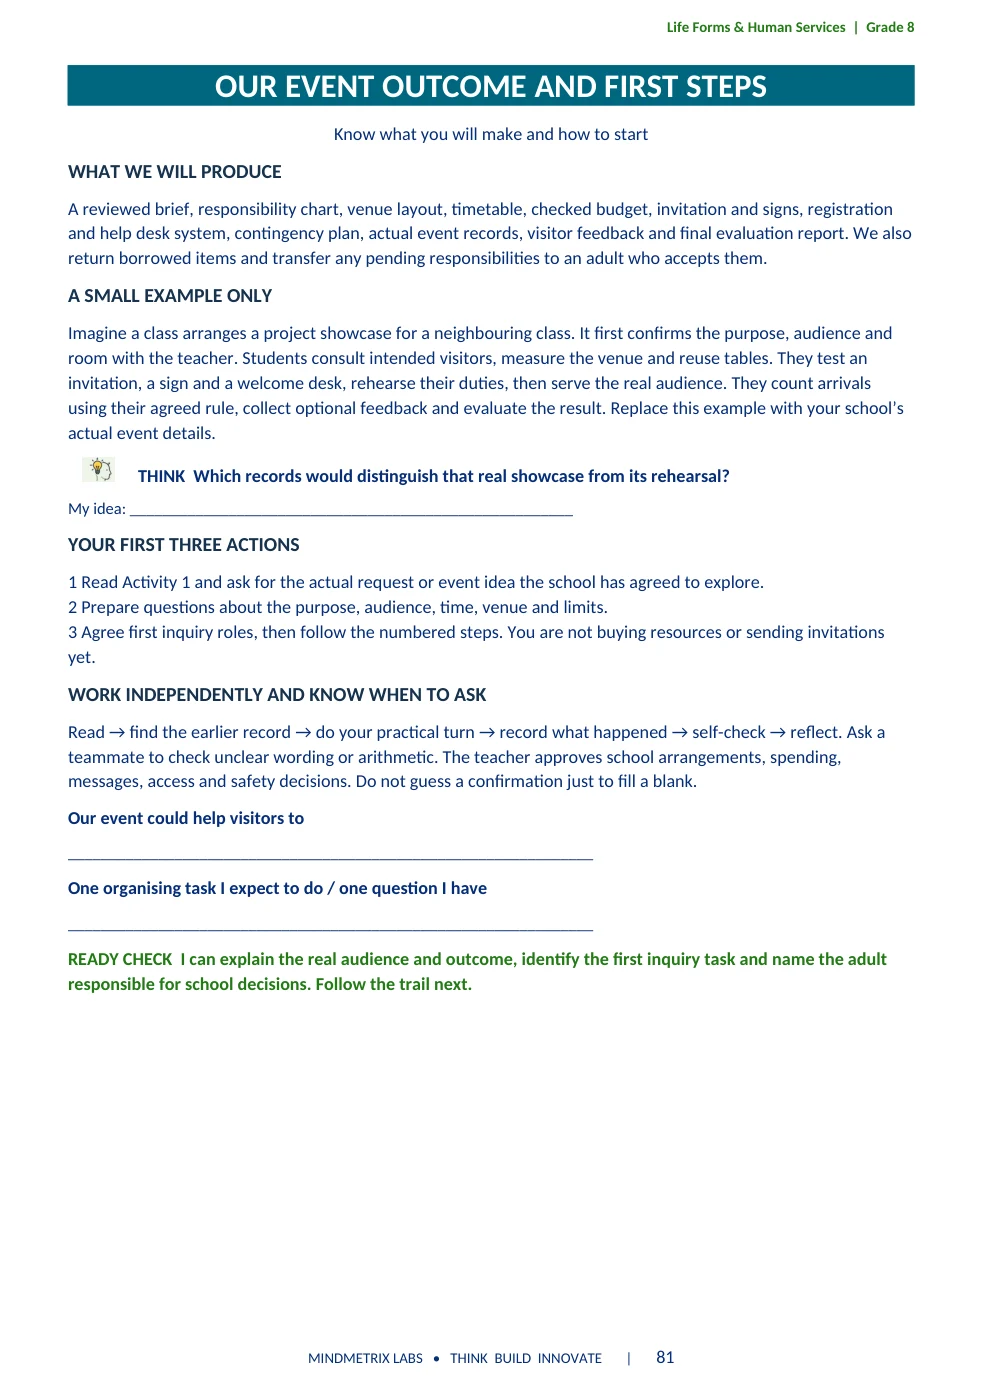 Life Forms & Human Services | Grade 8
OUR EVENT OUTCOME AND FIRST STEPS
Know what you will make and how to start
WHAT WE WILL PRODUCE
A reviewed brief, responsibility chart, venue layout, timetable, checked budget, invitation and signs, registration
and help desk system, contingency plan, actual event records, visitor feedback and final evaluation report. We also
return borrowed items and transfer any pending responsibilities to an adult who accepts them.
A SMALL EXAMPLE ONLY
Imagine a class arranges a project showcase for a neighbouring class. It first confirms the purpose, audience and
room with the teacher. Students consult intended visitors, measure the venue and reuse tables. They test an
invitation, a sign and a welcome desk, rehearse their duties, then serve the real audience. They count arrivals
using their agreed rule, collect optional feedback and evaluate the result. Replace this example with your school’s
actual event details.
THINK Which records would distinguish that real showcase from its rehearsal?
My idea: ______________________________________________________
YOUR FIRST THREE ACTIONS
1 Read Activity 1 and ask for the actual request or event idea the school has agreed to explore.
2 Prepare questions about the purpose, audience, time, venue and limits.
3 Agree first inquiry roles, then follow the numbered steps. You are not buying resources or sending invitations
yet.
WORK INDEPENDENTLY AND KNOW WHEN TO ASK
Read → find the earlier record → do your practical turn → record what happened → self-check → reflect. Ask a
teammate to check unclear wording or arithmetic. The teacher approves school arrangements, spending,
messages, access and safety decisions. Do not guess a confirmation just to fill a blank.
Our event could help visitors to
________________________________________________________________
One organising task I expect to do / one question I have
________________________________________________________________
READY CHECK I can explain the real audience and outcome, identify the first inquiry task and name the adult
responsible for school decisions. Follow the trail next.
MINDMETRIX LABS • THINK BUILD INNOVATE | 81